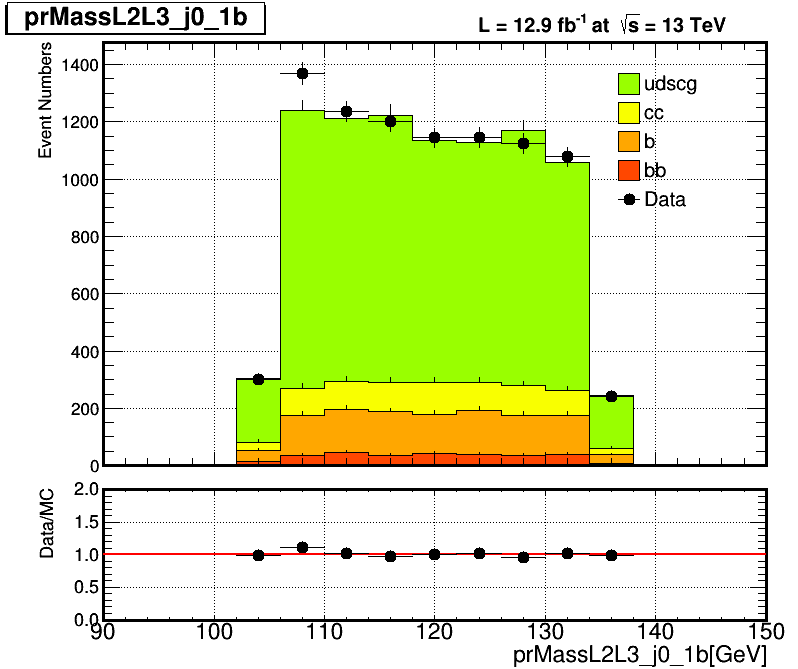 prMassL2L3_j0_1b
L = 12.9 fb⁻¹ at √s = 13 TeV
Event Numbers
1400
1200
1000
800
600
400
200
0
udscg
cc
b
bb
Data
Data/MC
2.0
1.5
1.0
0.5
0.0
90 100 110 120 130 140 150
prMassL2L3_j0_1b[GeV]